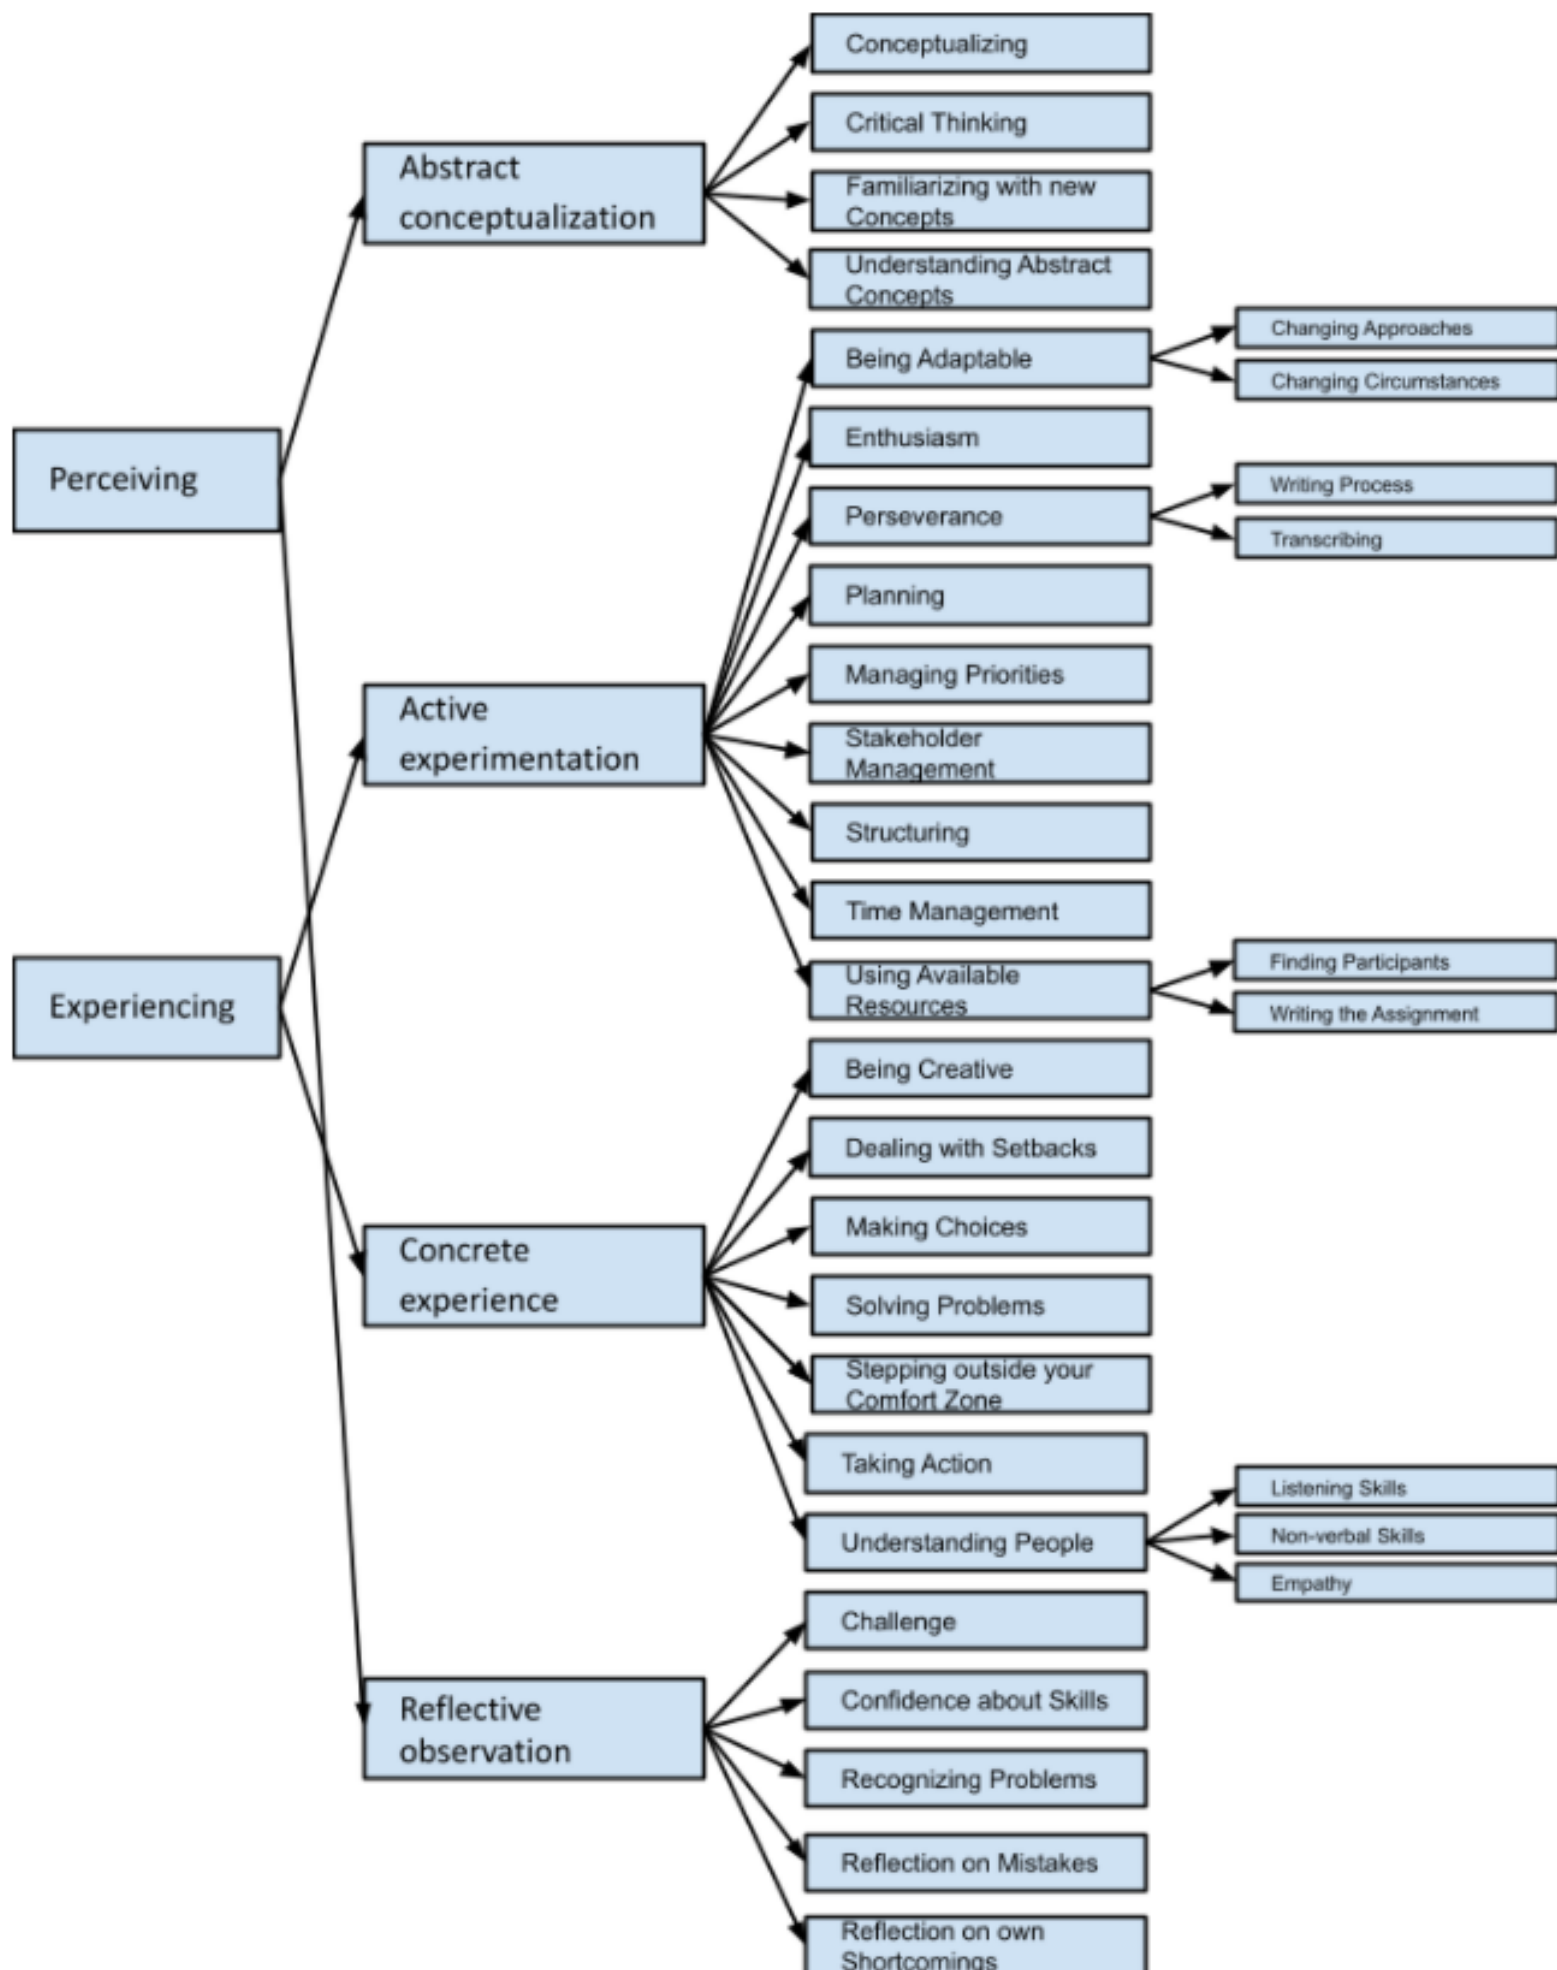 Conceptualizing
Critical Thinking
Familiarizing with new
Concepts
Understanding Abstract
Concepts
Abstract
conceptualization
Being Adaptable
Changing Approaches
Changing Circumstances
Enthusiasm
Perceiving
Perseverance
Writing Process
Transcribing
Planning
Managing Priorities
Active
experimentation
Stakeholder
Management
Structuring
Time Management
Using Available
Resources
Finding Participants
Writing the Assignment
Experiencing
Being Creative
Dealing with Setbacks
Making Choices
Concrete
experience
Solving Problems
Stepping outside your
Comfort Zone
Taking Action
Understanding People
Listening Skills
Non-verbal Skills
Empathy
Challenge
Confidence about Skills
Reflective
observation
Recognizing Problems
Reflection on Mistakes
Reflection on own
Shortcomings